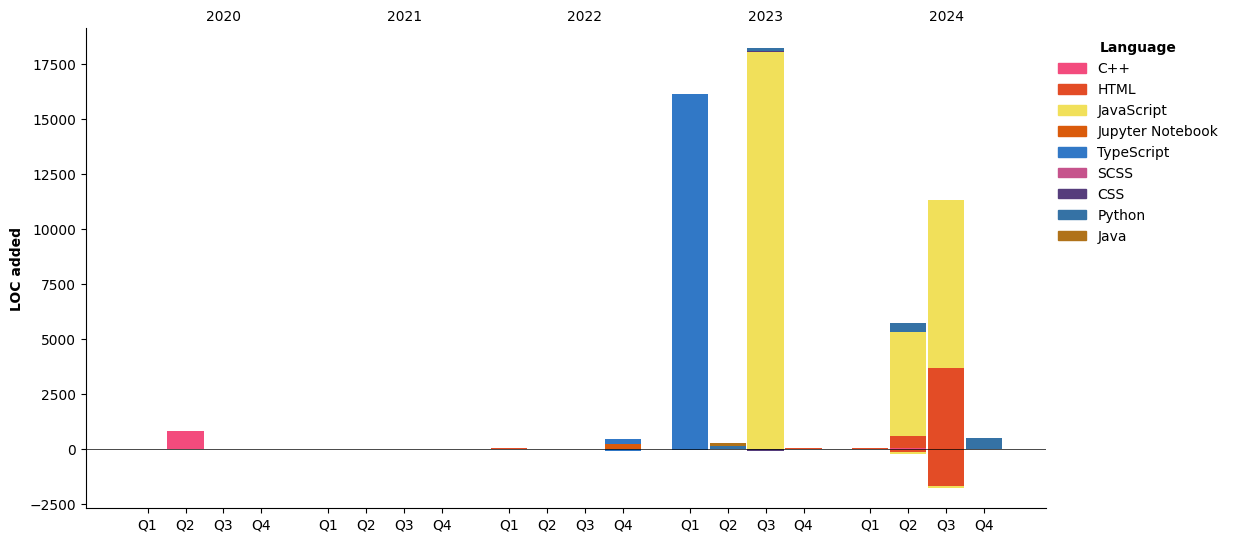 2020 2021 2022 2023 2024
Language
C++
HTML
JavaScript
Jupyter Notebook
TypeScript
SCSS
CSS
Python
Java
LOC added
17500
15000
12500
10000
7500
5000
2500
0
−2500
Q1 Q2 Q3 Q4 Q1 Q2 Q3 Q4 Q1 Q2 Q3 Q4 Q1 Q2 Q3 Q4 Q1 Q2 Q3 Q4